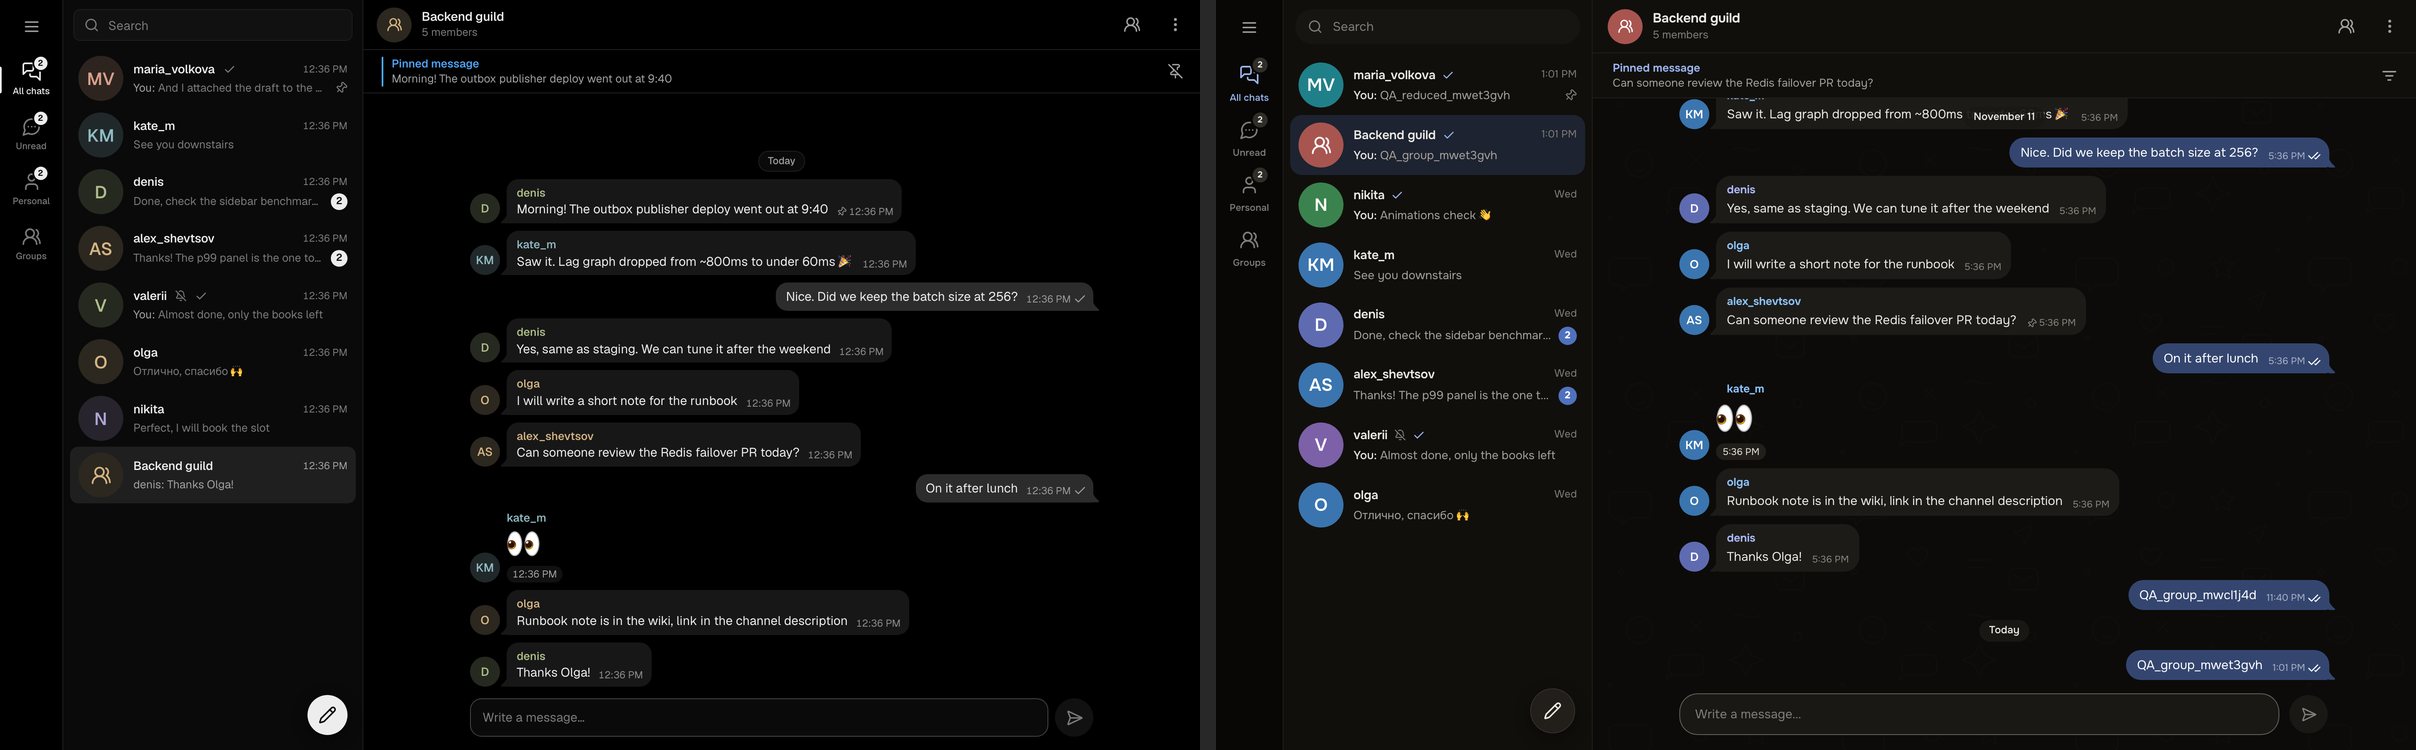 Search
2
All chats
2
Unread
2
Personal
Groups
MV
maria_volkova
12:36 PM
You: And I attached the draft to the ...
KM
kate_m
12:36 PM
See you downstairs
D
denis
12:36 PM
Done, check the sidebar benchmar...
2
AS
alex_shevtsov
12:36 PM
Thanks! The p99 panel is the one to...
2
V
valerii
12:36 PM
You: Almost done, only the books left
O
olga
12:36 PM
Отлично, спасибо 🙌
N
nikita
12:36 PM
Perfect, I will book the slot
Backend guild
12:36 PM
denis: Thanks Olga!
Backend guild
5 members
Pinned message
Morning! The outbox publisher deploy went out at 9:40
Today
denis
D
Morning! The outbox publisher deploy went out at 9:40 12:36 PM
kate_m
KM
Saw it. Lag graph dropped from ~800ms to under 60ms 🎉 12:36 PM
Nice. Did we keep the batch size at 256? 12:36 PM
denis
D
Yes, same as staging. We can tune it after the weekend 12:36 PM
olga
O
I will write a short note for the runbook 12:36 PM
alex_shevtsov
AS
Can someone review the Redis failover PR today? 12:36 PM
On it after lunch 12:36 PM
kate_m
👀
KM
12:36 PM
olga
O
Runbook note is in the wiki, link in the channel description 12:36 PM
denis
D
Thanks Olga! 12:36 PM
Write a message...
Search
2
All chats
2
Unread
2
Personal
Groups
MV
maria_volkova
1:01 PM
You: QA_reduced_mwet3gvh
Backend guild
1:01 PM
You: QA_group_mwet3gvh
N
nikita
Wed
You: Animations check 👋
KM
kate_m
Wed
See you downstairs
D
denis
Wed
Done, check the sidebar benchmar...
2
AS
alex_shevtsov
Wed
Thanks! The p99 panel is the one t...
2
V
valerii
Wed
You: Almost done, only the books left
O
olga
Wed
Отлично, спасибо 🙌
Backend guild
5 members
Pinned message
Can someone review the Redis failover PR today?
KM
Saw it. Lag graph dropped from ~800ms
November 11
s 🎉 5:36 PM
Nice. Did we keep the batch size at 256? 5:36 PM
denis
D
Yes, same as staging. We can tune it after the weekend 5:36 PM
olga
O
I will write a short note for the runbook 5:36 PM
alex_shevtsov
AS
Can someone review the Redis failover PR today? 5:36 PM
On it after lunch 5:36 PM
kate_m
👀
KM
5:36 PM
olga
O
Runbook note is in the wiki, link in the channel description 5:36 PM
denis
D
Thanks Olga! 5:36 PM
QA_group_mwcl1j4d 11:40 PM
Today
QA_group_mwet3gvh 1:01 PM
Write a message...